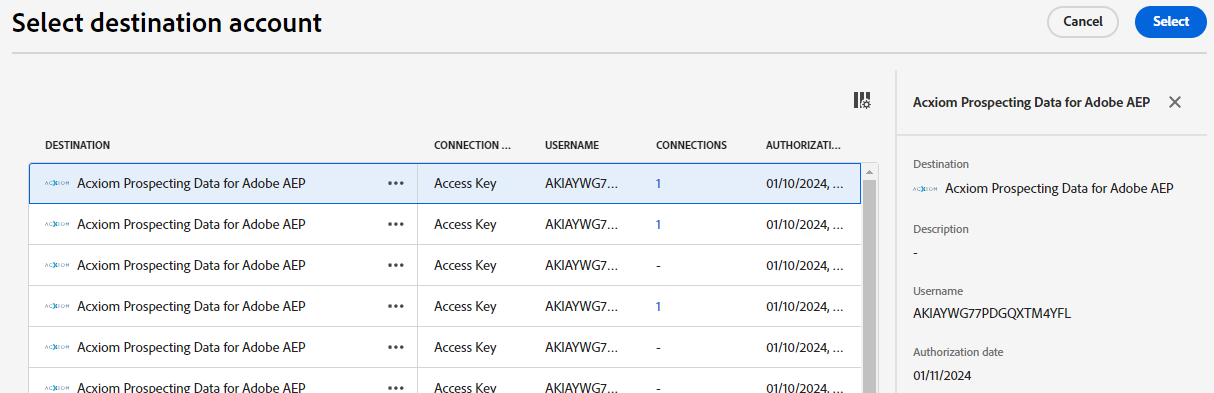 Select destination account
Cancel
Select
DESTINATION CONNECTION ... USERNAME CONNECTIONS AUTHORIZATI...
ACXIOM Acxiom Prospecting Data for Adobe AEP ••• Access Key AKIAYWG7... 1 01/10/2024, ...
ACXIOM Acxiom Prospecting Data for Adobe AEP ••• Access Key AKIAYWG7... 1 01/10/2024, ...
ACXIOM Acxiom Prospecting Data for Adobe AEP ••• Access Key AKIAYWG7... - 01/10/2024, ...
ACXIOM Acxiom Prospecting Data for Adobe AEP ••• Access Key AKIAYWG7... 1 01/10/2024, ...
ACXIOM Acxiom Prospecting Data for Adobe AEP ••• Access Key AKIAYWG7... - 01/10/2024, ...
ACXIOM Acxiom Prospecting Data for Adobe AEP ••• Access Key AKIAYWG7... - 01/10/2024, ...
Acxiom Prospecting Data for Adobe AEP
Destination
ACXIOM Acxiom Prospecting Data for Adobe AEP
Description
-
Username
AKIAYWG77PDGQXTM4YFL
Authorization date
01/11/2024